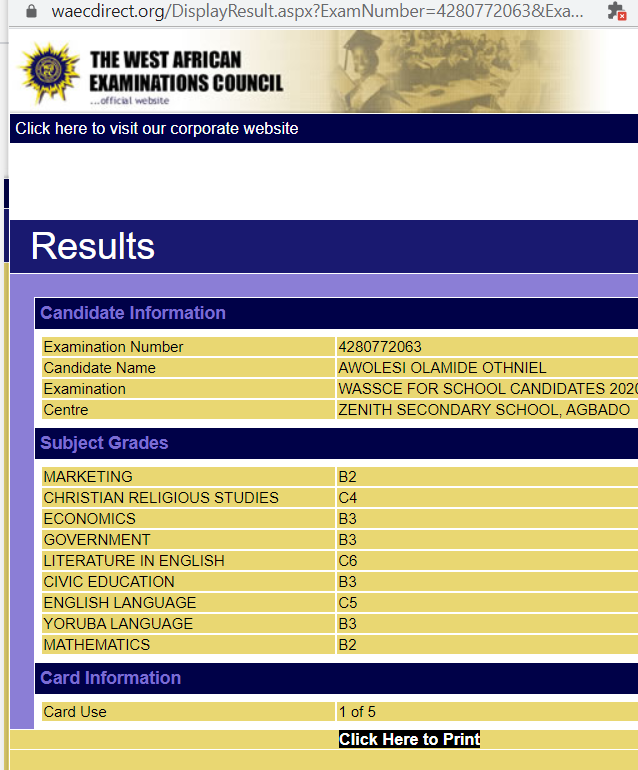 waecdirect.org/DisplayResult.aspx?ExamNumber=4280772063&Exa...
THE WEST AFRICAN
EXAMINATIONS COUNCIL
...official website
Click here to visit our corporate website
Results
Candidate Information
Examination Number 4280772063
Candidate Name AWOLESI OLAMIDE OTHNIEL
Examination WASSCE FOR SCHOOL CANDIDATES 2020
Centre ZENITH SECONDARY SCHOOL, AGBADO
Subject Grades
MARKETING B2
CHRISTIAN RELIGIOUS STUDIES C4
ECONOMICS B3
GOVERNMENT B3
LITERATURE IN ENGLISH C6
CIVIC EDUCATION B3
ENGLISH LANGUAGE C5
YORUBA LANGUAGE B3
MATHEMATICS B2
Card Information
Card Use 1 of 5
Click Here to Print